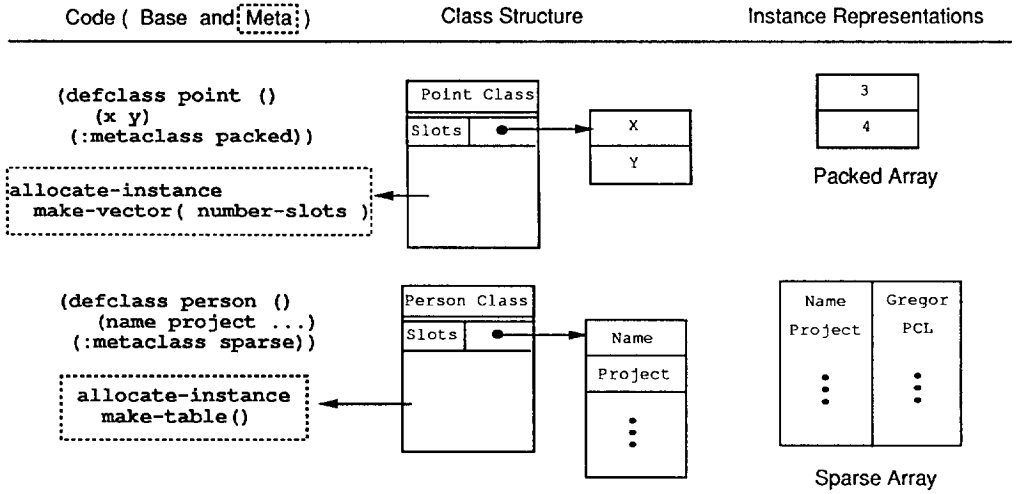 Code ( Base and Meta )
Class Structure
Instance Representations
(defclass point ()
(x y)
(:metaclass packed))
allocate-instance
make-vector( number-slots )
Point Class
Slots
X
Y
3
4
Packed Array
(defclass person ()
(name project ...)
(:metaclass sparse))
allocate-instance
make-table()
Person Class
Slots
Name
Project
Name Gregor
Project PCL
Sparse Array